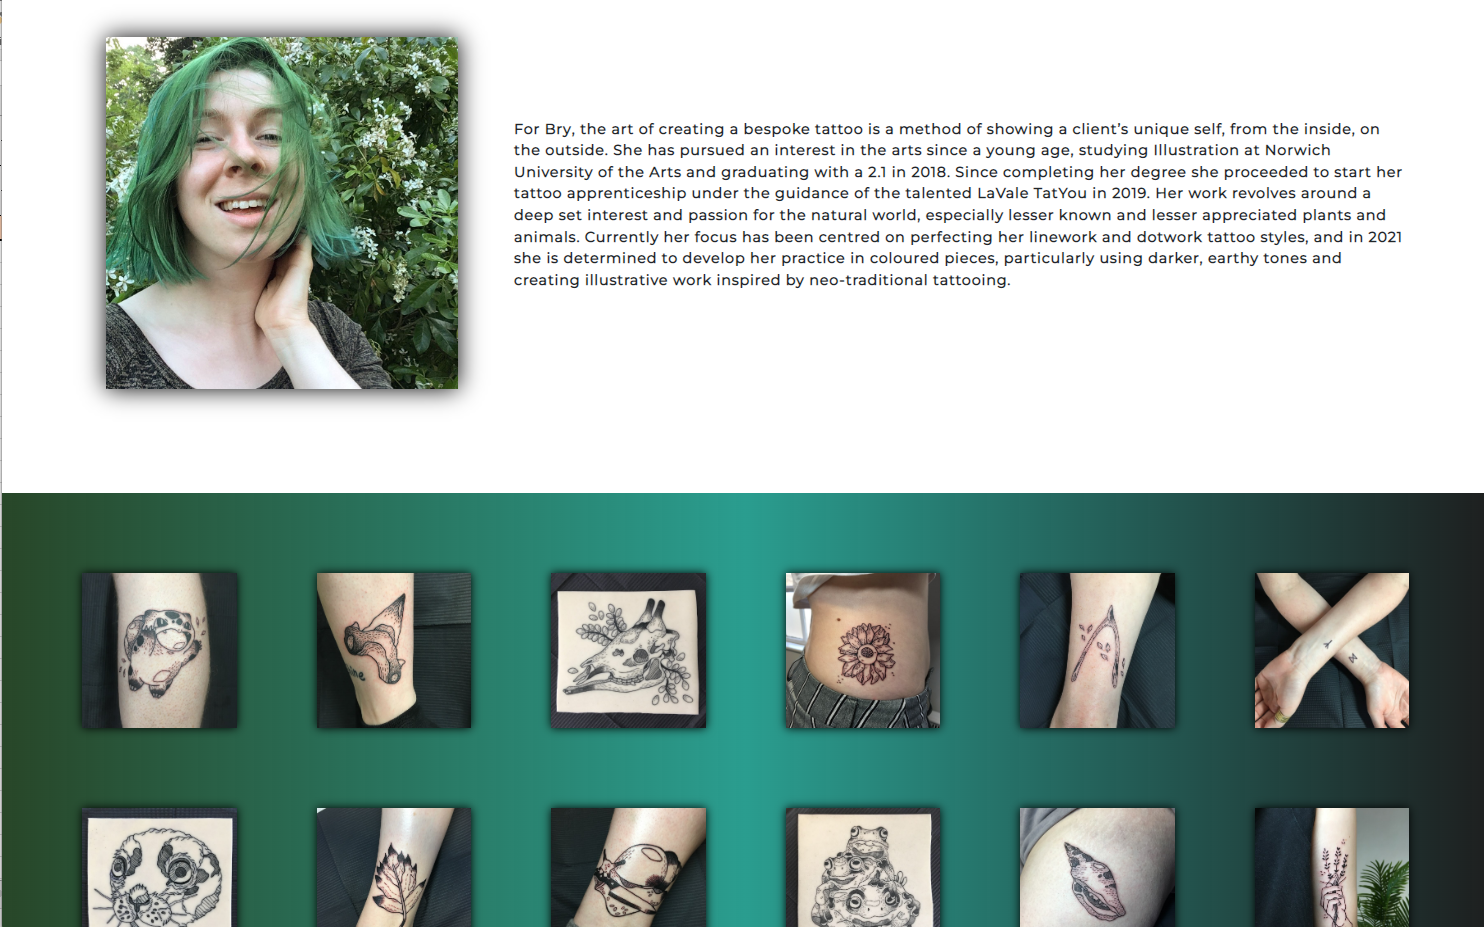 For Bry, the art of creating a bespoke tattoo is a method of showing a client’s unique self, from the inside, on
the outside. She has pursued an interest in the arts since a young age, studying Illustration at Norwich
University of the Arts and graduating with a 2.1 in 2018. Since completing her degree she proceeded to start her
tattoo apprenticeship under the guidance of the talented LaVale TatYou in 2019. Her work revolves around a
deep set interest and passion for the natural world, especially lesser known and lesser appreciated plants and
animals. Currently her focus has been centred on perfecting her linework and dotwork tattoo styles, and in 2021
she is determined to develop her practice in coloured pieces, particularly using darker, earthy tones and
creating illustrative work inspired by neo-traditional tattooing.